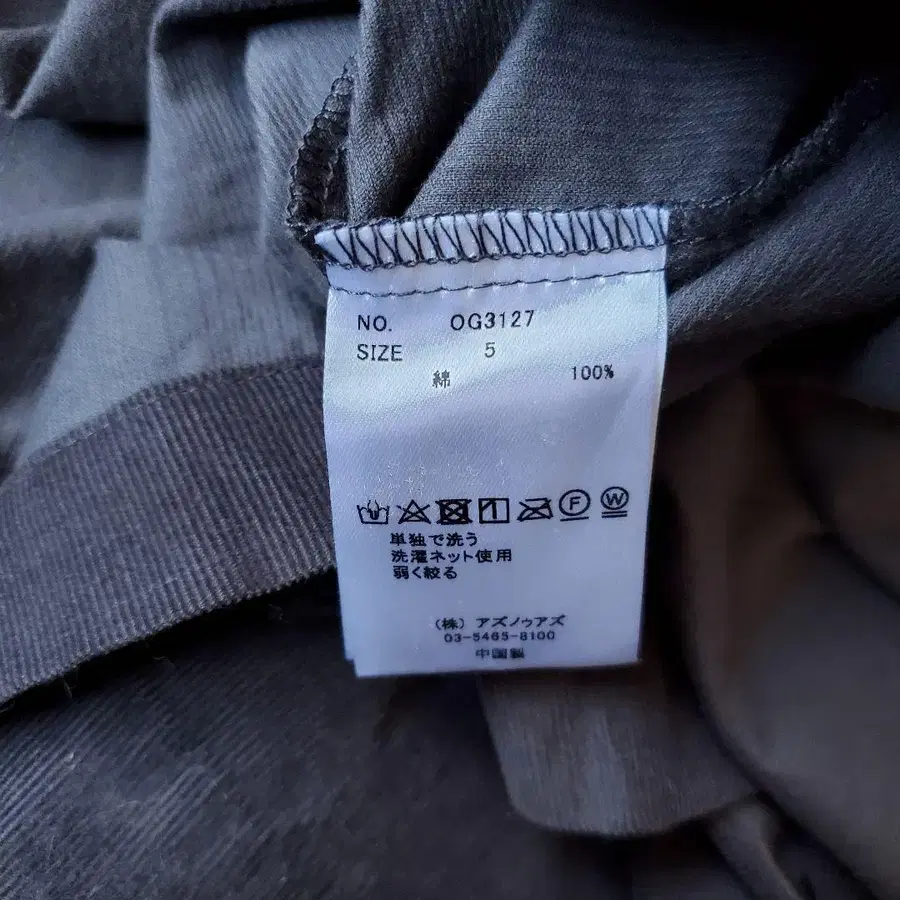 NO. OG3127
SIZE 5
綿 100%
F W
単独で洗う
洗濯ネット使用
弱く絞る
(株) アズノゥアズ
03-5465-8100
中国製